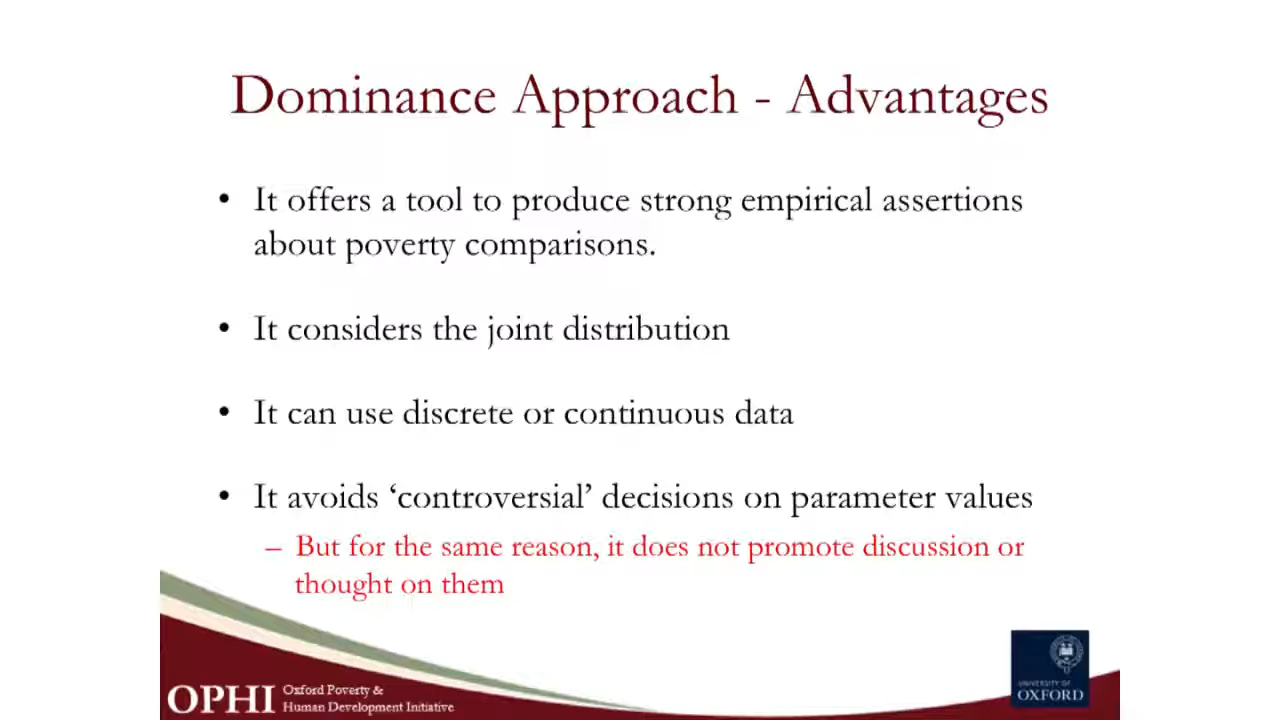 Dominance Approach - Advantages
• It offers a tool to produce strong empirical assertions
about poverty comparisons.
• It considers the joint distribution
• It can use discrete or continuous data
• It avoids ‘controversial’ decisions on parameter values
– But for the same reason, it does not promote discussion or
thought on them
OPHI
Oxford Poverty &
Human Development Initiative
UNIVERSITY OF
OXFORD